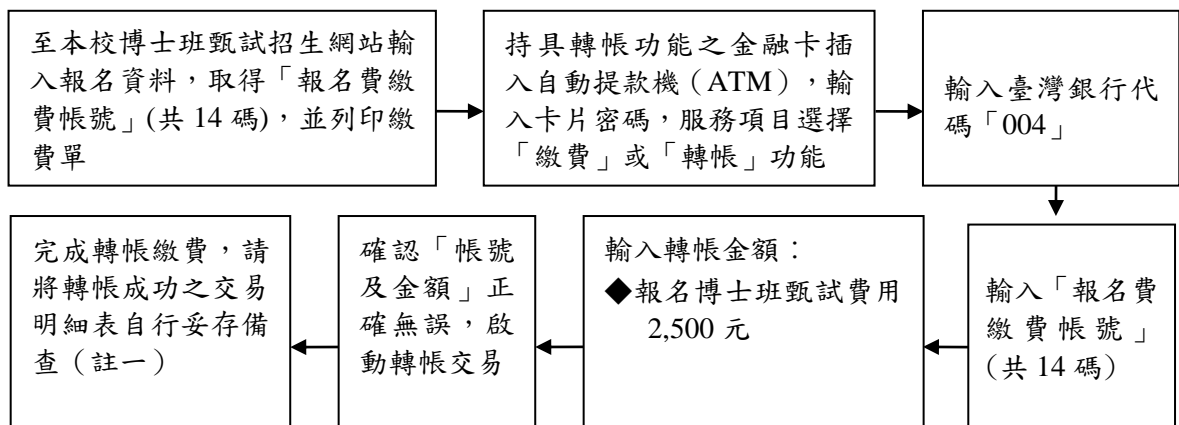 至本校博士班甄試招生網站輸
入報名資料，取得「報名費繳
費帳號」(共 14 碼)，並列印繳
費單
持具轉帳功能之金融卡插
入自動提款機（ATM），輸
入卡片密碼，服務項目選擇
「繳費」或「轉帳」功能
輸入臺灣銀行代
碼「004」
輸入「報名費
繳費帳號」
（共 14 碼）
輸入轉帳金額：
◆報名博士班甄試費用
2,500 元
確認「帳號
及金額」正
確無誤，啟
動轉帳交易
完成轉帳繳費，請
將轉帳成功之交易
明細表自行妥存備
查（註一）